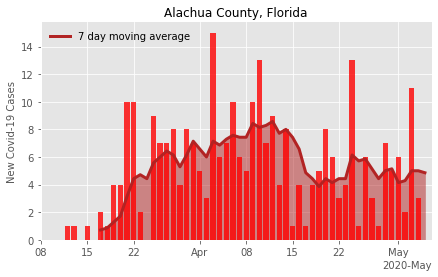 Alachua County, Florida
7 day moving average
New Covid-19 Cases
14
12
10
8
6
4
2
0
08
15
22
Apr
08
15
22
May
2020-May